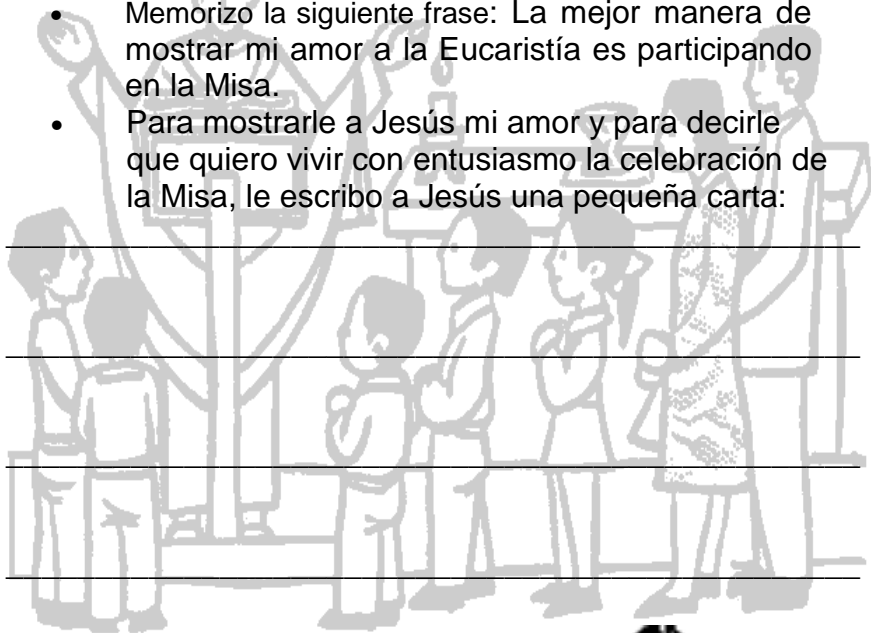 • Memorizo la siguiente frase: La mejor manera de
mostrar mi amor a la Eucaristía es participando
en la Misa.
• Para mostrarle a Jesús mi amor y para decirle
que quiero vivir con entusiasmo la celebración de
la Misa, le escribo a Jesús una pequeña carta: